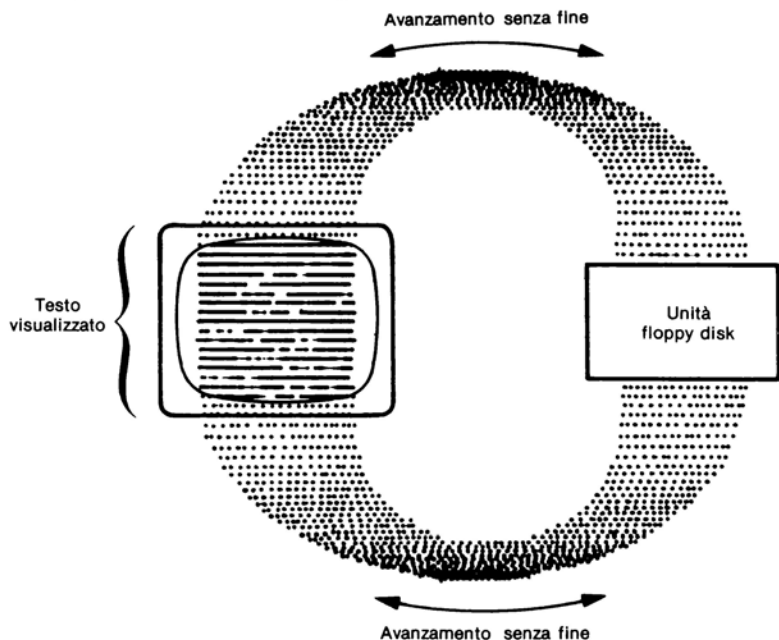 Avanzamento senza fine
Testo
visualizzato
Unità
floppy disk
Avanzamento senza fine